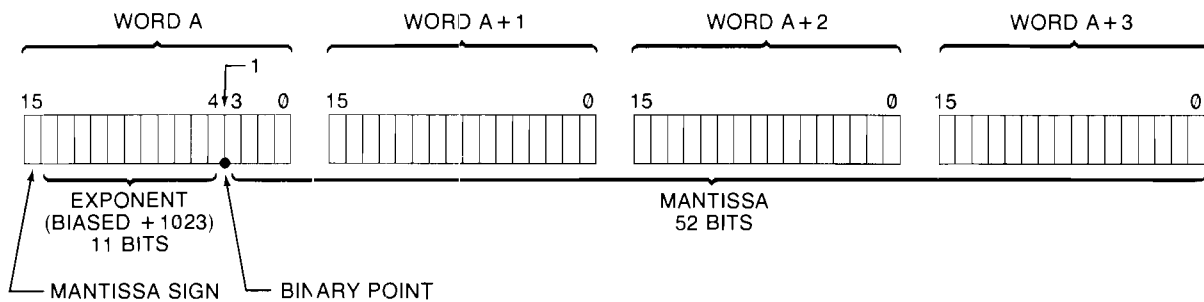 WORD A WORD A+1 WORD A+2 WORD A+3
1
15 4 3 0 15 0 15 0 15 0
EXPONENT
(BIASED +1023)
11 BITS
MANTISSA
52 BITS
MANTISSA SIGN BINARY POINT